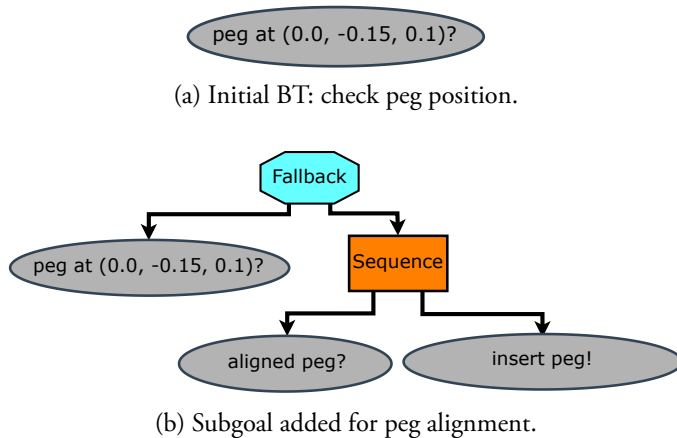 peg at (0.0, -0.15, 0.1)?
(a) Initial BT: check peg position.
Fallback
peg at (0.0, -0.15, 0.1)?
Sequence
aligned peg?
insert peg!
(b) Subgoal added for peg alignment.